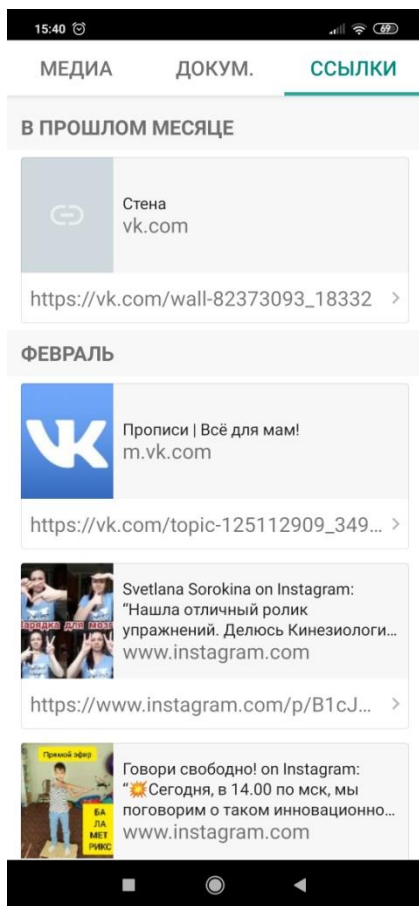 15:40
69
МЕДИА
ДОКУМ.
ССЫЛКИ
В ПРОШЛОМ МЕСЯЦЕ
Стена
vk.com
https://vk.com/wall-82373093_18332
ФЕВРАЛЬ
Прописи | Всё для мам!
m.vk.com
https://vk.com/topic-125112909_349...
Зарядка для мозга
Svetlana Sorokina on Instagram:
“Нашла отличный ролик
упражнений. Делюсь Кинезиологи...
www.instagram.com
https://www.instagram.com/p/B1cJ...
Прямой эфир
БА
ЛА
МЕТ
РИКС
Говори свободно! on Instagram:
“💥Сегодня, в 14.00 по мск, мы
поговорим о таком инновационно...
www.instagram.com